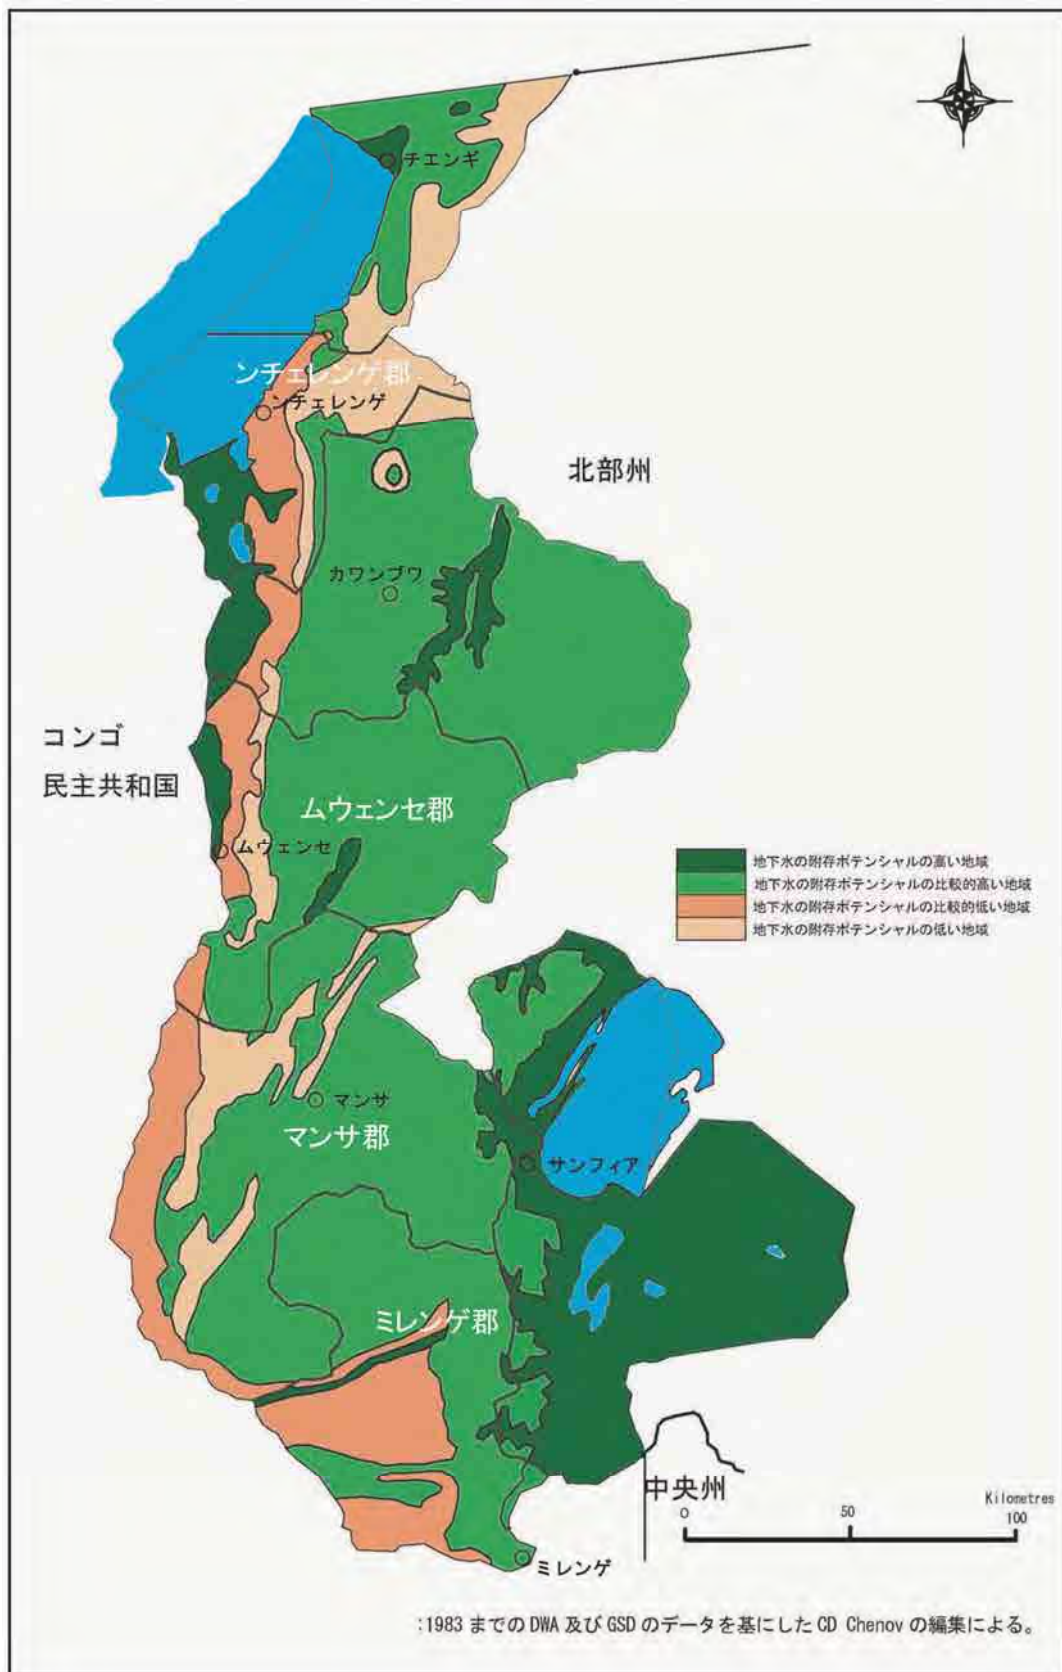 チエンギ
ンチェレンゲ郡
ンチェレンゲ
北部州
カワンブワ
コンゴ
民主共和国
ムウェンセ郡
ムウェンセ
地下水の附存ポテンシャルの高い地域
地下水の附存ポテンシャルの比較的高い地域
地下水の附存ポテンシャルの比較的低い地域
地下水の附存ポテンシャルの低い地域
マンサ
マンサ郡
サンフィア
ミレンゲ郡
中央州
Kilometres
0 50 100
ミレンゲ
:1983 までの DWA 及び GSD のデータを基にした CD Chenov の編集による。